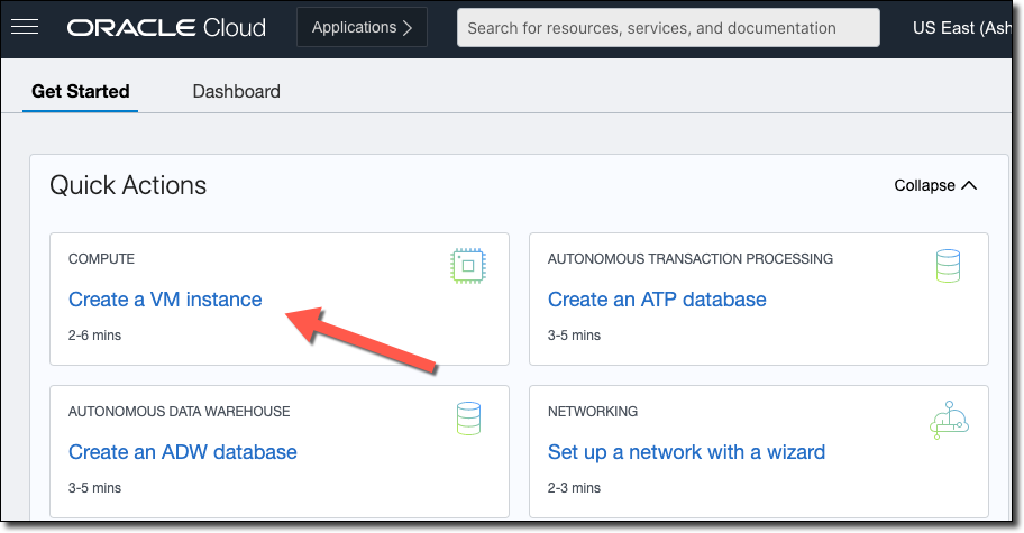 ORACLE Cloud
Applications
Search for resources, services, and documentation
US East (Ash
Get Started
Dashboard
Quick Actions
Collapse
COMPUTE
Create a VM instance
2-6 mins
AUTONOMOUS TRANSACTION PROCESSING
Create an ATP database
3-5 mins
AUTONOMOUS DATA WAREHOUSE
Create an ADW database
3-5 mins
NETWORKING
Set up a network with a wizard
2-3 mins